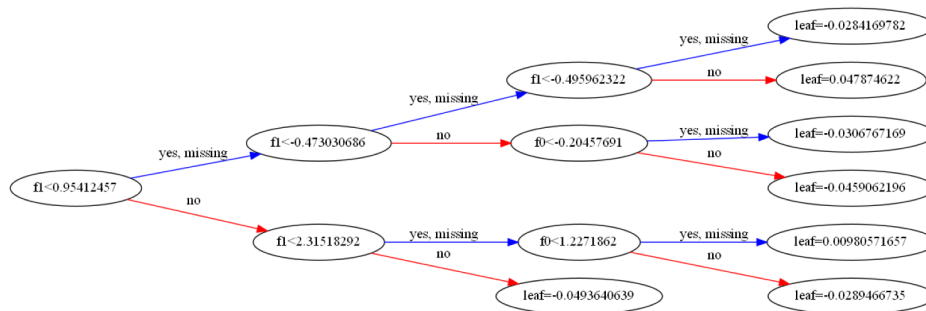 leaf=-0.0284169782
yes, missing
f1<-0.495962322
no
leaf=0.047874622
yes, missing
f1<-0.473030686
yes, missing
no
f0<-0.20457691
yes, missing
leaf=-0.0306767169
no
leaf=-0.0459062196
f1<0.95412457
no
f1<2.31518292
yes, missing
f0<1.2271862
yes, missing
leaf=0.00980571657
no
no
leaf=-0.0493640639
leaf=-0.0289466735